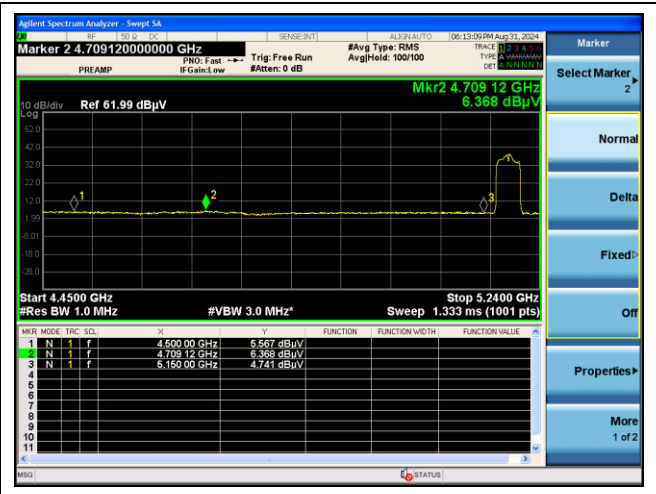 Agilent Spectrum Analyzer - Swept SA
RF 50 Ω DC SENSE:INT ALIGN AUTO 06:13:09 PM Aug 31, 2024
Marker 2 4.709120000000 GHz
PNO: Fast Trig: Free Run #Avg Type: RMS TRACE 1 2 3 4 5 6
PREAMP IFGain:Low #Atten: 0 dB Avg|Hold: 100/100 TYPE A
DET A N N N N N
Mkr2 4.709 12 GHz
6.368 dBµV
10 dB/div Ref 61.99 dBµV
Log
52.0
42.0
32.0
22.0
12.0
1.99
-8.01
-18.0
-28.0
1
2
3
Start 4.4500 GHz Stop 5.2400 GHz
#Res BW 1.0 MHz #VBW 3.0 MHz* Sweep 1.333 ms (1001 pts)
MKR MODE TRC SCL X Y FUNCTION FUNCTION WIDTH FUNCTION VALUE
1 N 1 f 4.500 00 GHz 5.567 dBµV
2 N 1 f 4.709 12 GHz 6.368 dBµV
3 N 1 f 5.150 00 GHz 4.741 dBµV
4
5
6
7
8
9
10
11
MSG STATUS
Marker
Select Marker
2
Normal
Delta
Fixed
Off
Properties
More
1 of 2